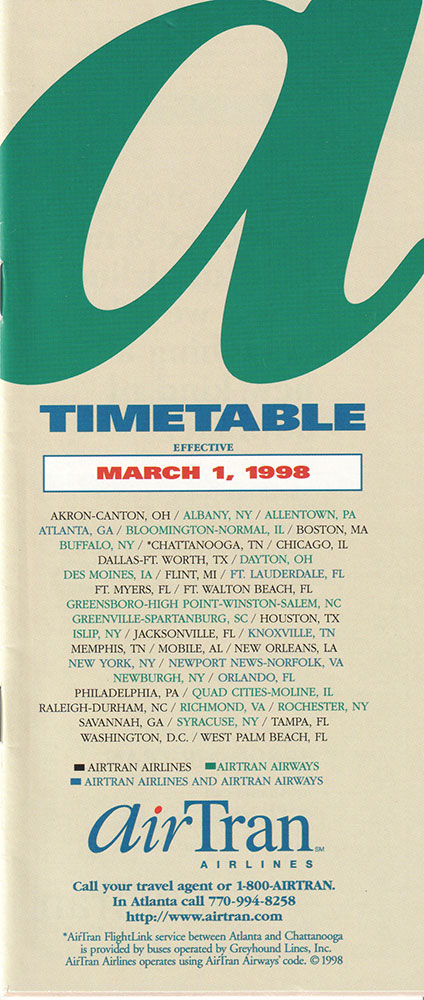 a
TIMETABLE
EFFECTIVE
MARCH 1, 1998
AKRON-CANTON, OH / ALBANY, NY / ALLENTOWN, PA
ATLANTA, GA / BLOOMINGTON-NORMAL, IL / BOSTON, MA
BUFFALO, NY / *CHATTANOOGA, TN / CHICAGO, IL
DALLAS-FT. WORTH, TX / DAYTON, OH
DES MOINES, IA / FLINT, MI / FT. LAUDERDALE, FL
FT. MYERS, FL / FT. WALTON BEACH, FL
GREENSBORO-HIGH POINT-WINSTON-SALEM, NC
GREENVILLE-SPARTANBURG, SC / HOUSTON, TX
ISLIP, NY / JACKSONVILLE, FL / KNOXVILLE, TN
MEMPHIS, TN / MOBILE, AL / NEW ORLEANS, LA
NEW YORK, NY / NEWPORT NEWS-NORFOLK, VA
NEWBURGH, NY / ORLANDO, FL
PHILADELPHIA, PA / QUAD CITIES-MOLINE, IL
RALEIGH-DURHAM, NC / RICHMOND, VA / ROCHESTER, NY
SAVANNAH, GA / SYRACUSE, NY / TAMPA, FL
WASHINGTON, D.C. / WEST PALM BEACH, FL
AIRTRAN AIRLINES AIRTRAN AIRWAYS
AIRTRAN AIRLINES AND AIRTRAN AIRWAYS
airTran SM
AIRLINES
Call your travel agent or 1-800-AIRTRAN.
In Atlanta call 770-994-8258
http://www.airtran.com
*AirTran FlightLink service between Atlanta and Chattanooga
is provided by buses operated by Greyhound Lines, Inc.
AirTran Airlines operates using AirTran Airways' code. ©1998